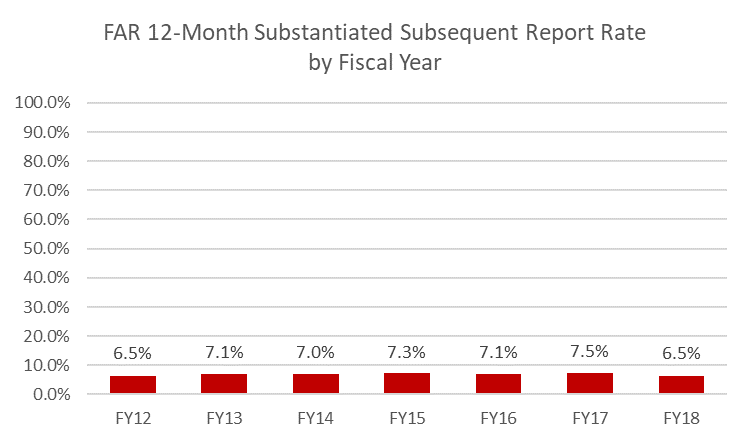 FAR 12-Month Substantiated Subsequent Report Rate
by Fiscal Year
100.0%
90.0%
80.0%
70.0%
60.0%
50.0%
40.0%
30.0%
20.0%
10.0%
0.0%
6.5% 7.1% 7.0% 7.3% 7.1% 7.5% 6.5%
FY12 FY13 FY14 FY15 FY16 FY17 FY18